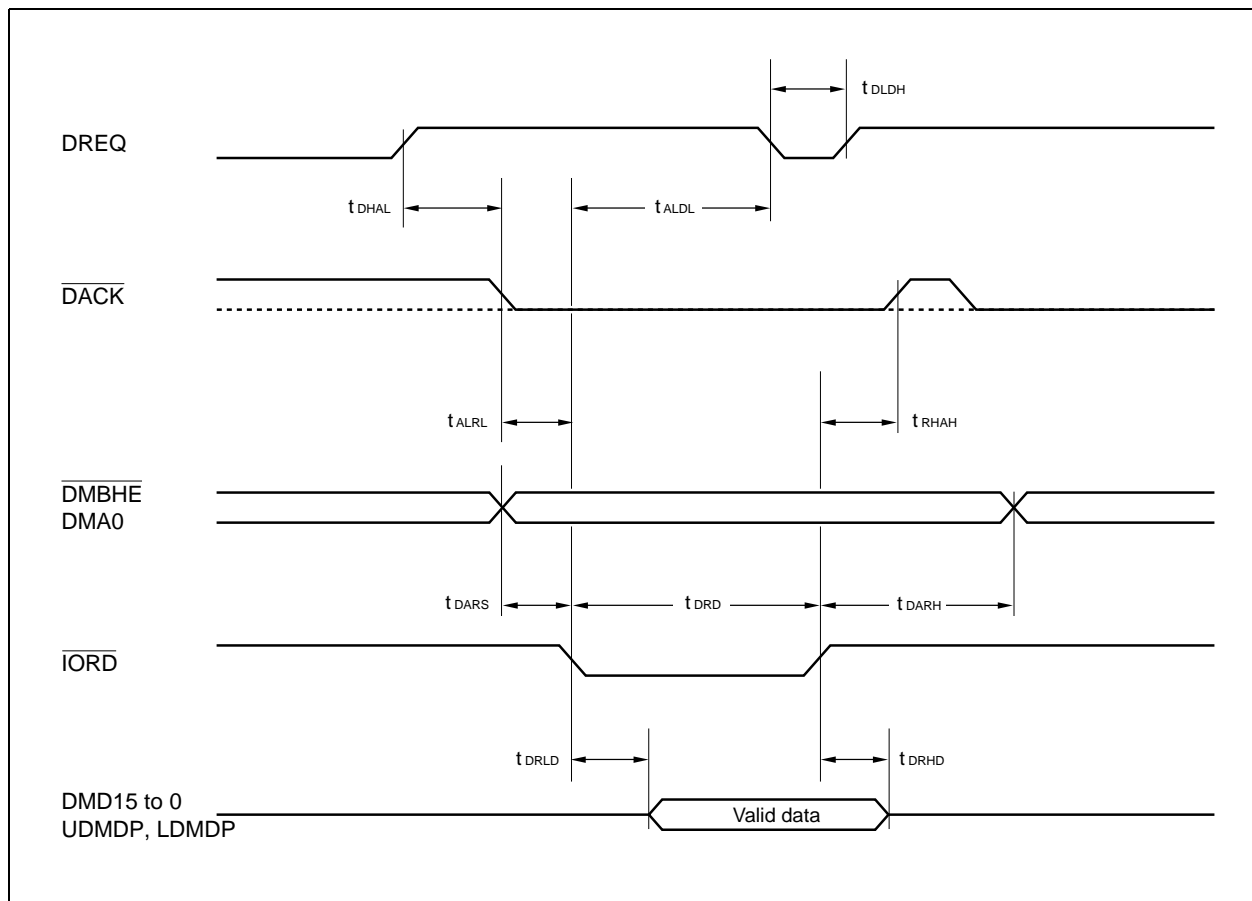 t DLDH
DREQ
t DHAL
t ALDL
DACK
t ALRL
t RHAH
DMBHE
DMA0
t DARS
t DRD
t DARH
IORD
t DRLD
t DRHD
DMD15 to 0
Valid data
UDMDP, LDMDP